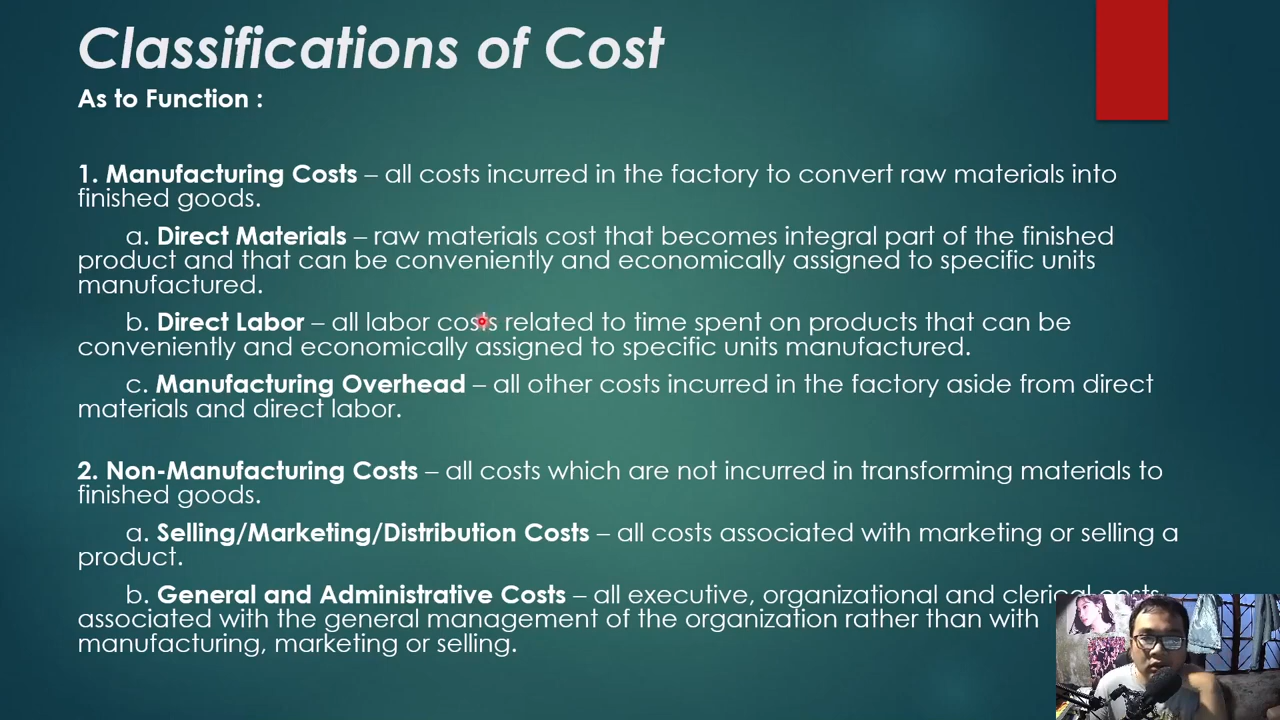 Classifications of Cost
As to Function :
1. Manufacturing Costs – all costs incurred in the factory to convert raw materials into
finished goods.
a. Direct Materials – raw materials cost that becomes integral part of the finished
product and that can be conveniently and economically assigned to specific units
manufactured.
b. Direct Labor – all labor costs related to time spent on products that can be
conveniently and economically assigned to specific units manufactured.
c. Manufacturing Overhead – all other costs incurred in the factory aside from direct
materials and direct labor.
2. Non-Manufacturing Costs – all costs which are not incurred in transforming materials to
finished goods.
a. Selling/Marketing/Distribution Costs – all costs associated with marketing or selling a
product.
b. General and Administrative Costs – all executive, organizational and clerical costs
associated with the general management of the organization rather than with
manufacturing, marketing or selling.